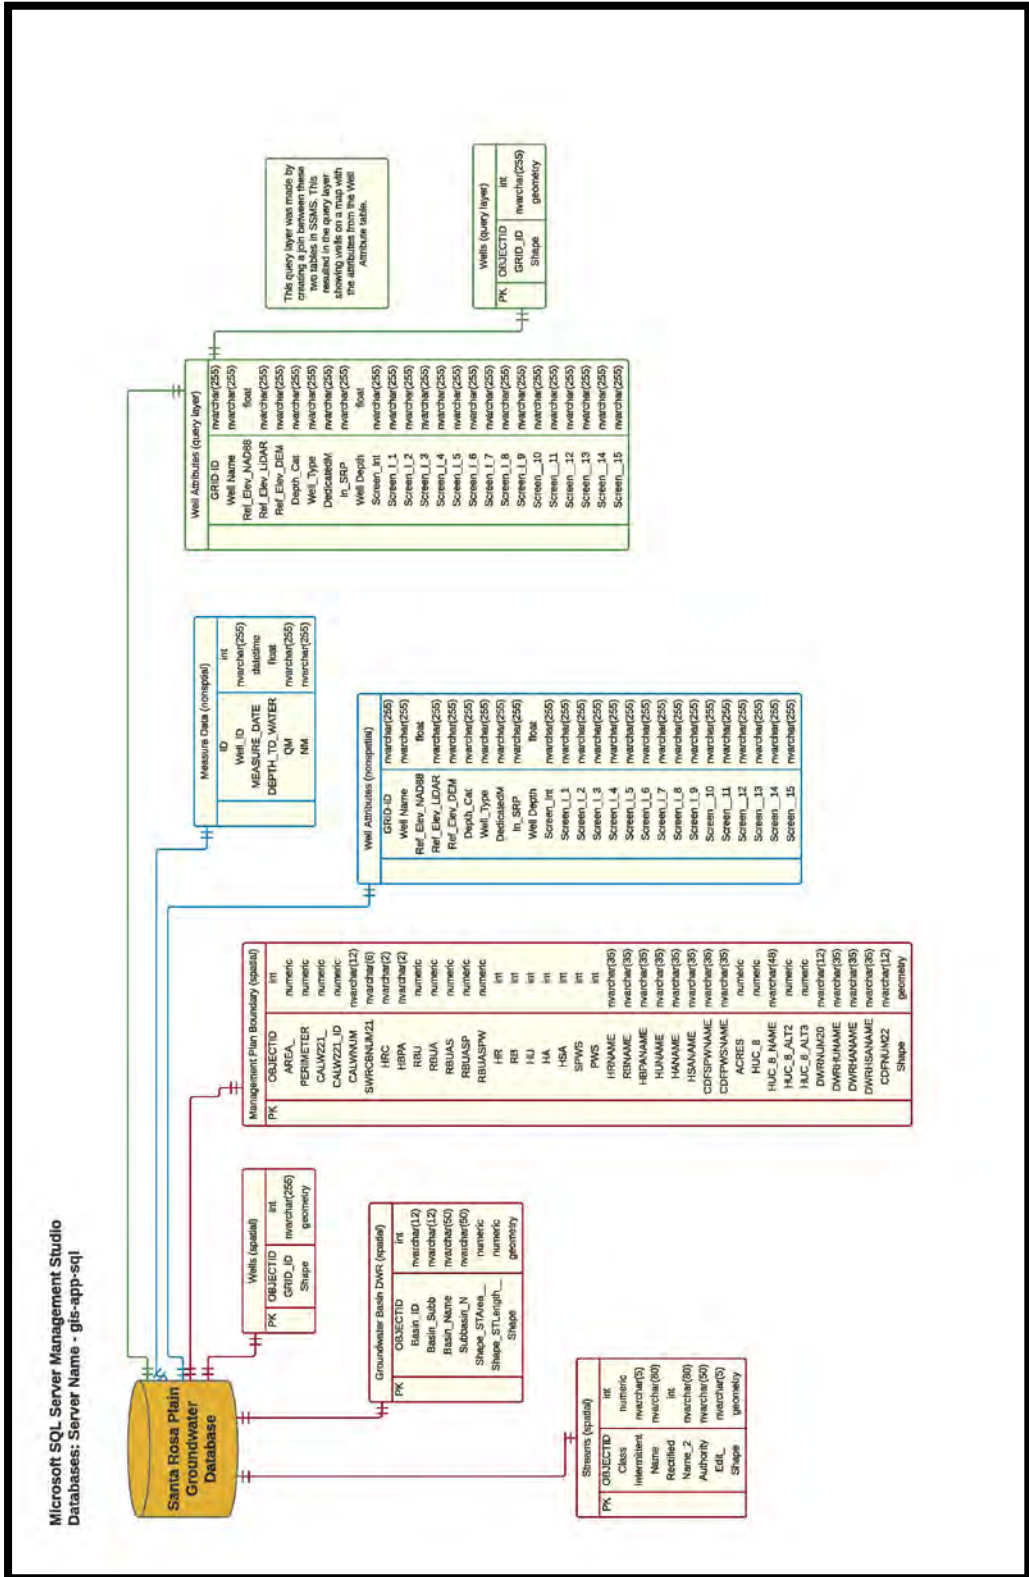 Microsoft SQL Server Management Studio
Databases: Server Name - gis-app-sql
Santa Rosa Plain
Groundwater
Database
Streams (spatial)
PK OBJECTID int
Class numeric
Intermittent nvarchar(5)
Name nvarchar(80)
Rectified int
Name_2 nvarchar(80)
Authority nvarchar(50)
Edit_ nvarchar(5)
Shape geometry
Groundwater Basin DWR (spatial)
PK OBJECTID int
Basin_ID nvarchar(12)
Basin_Subb nvarchar(12)
Basin_Name nvarchar(50)
Subbasin_N nvarchar(50)
Shape_STArea__ numeric
Shape_STLength__ numeric
Shape geometry
Wells (spatial)
PK OBJECTID int
GRID_ID nvarchar(255)
Shape geometry
Management Plan Boundary (spatial)
PK OBJECTID int
AREA_ numeric
PERIMETER numeric
CALW221_ numeric
CALW221_ID numeric
CALWNUM nvarchar(12)
SWRCBNUM21 nvarchar(6)
HRC nvarchar(2)
HBPA nvarchar(2)
RBU numeric
RBUA numeric
RBUAS numeric
RBUASP numeric
RBUASPW numeric
HR int
RB int
HU int
HA int
HSA int
SPWS int
PWS int
HRNAME nvarchar(35)
RBNAME nvarchar(35)
HBPANAME nvarchar(35)
HUNAME nvarchar(35)
HANAME nvarchar(35)
HSANAME nvarchar(35)
CDFSPWNAME nvarchar(35)
CDFPWSNAME nvarchar(35)
ACRES numeric
HUC_8 numeric
HUC_8_NAME nvarchar(48)
HUC_8_ALT2 numeric
HUC_8_ALT3 numeric
DWRNUM20 nvarchar(12)
DWRHUNAME nvarchar(35)
DWRHANAME nvarchar(35)
DWRHSANAME nvarchar(35)
CDFNUM22 nvarchar(12)
Shape geometry
Well Attributes (nonspatial)
GRID-ID nvarchar(255)
Well Name nvarchar(255)
Ref_Elev_NAD88 float
Ref_Elev_LiDAR nvarchar(255)
Ref_Elev_DEM nvarchar(255)
Depth_Cat nvarchar(255)
Well_Type nvarchar(255)
DedicatedM nvarchar(255)
In_SRP nvarchar(255)
Well Depth float
Screen_Int nvarchar(255)
Screen_I_1 nvarchar(255)
Screen_I_2 nvarchar(255)
Screen_I_3 nvarchar(255)
Screen_I_4 nvarchar(255)
Screen_I_5 nvarchar(255)
Screen_I_6 nvarchar(255)
Screen_I_7 nvarchar(255)
Screen_I_8 nvarchar(255)
Screen_I_9 nvarchar(255)
Screen__10 nvarchar(255)
Screen__11 nvarchar(255)
Screen__12 nvarchar(255)
Screen__13 nvarchar(255)
Screen__14 nvarchar(255)
Screen__15 nvarchar(255)
Measure Data (nonsptial)
ID int
Well_ID nvarchar(255)
MEASURE_DATE datetime
DEPTH_TO_WATER float
QM nvarchar(255)
NM nvarchar(255)
Well Attributes (query layer)
GRID-ID nvarchar(255)
Well Name nvarchar(255)
Ref_Elev_NAD88 float
Ref_Elev_LiDAR nvarchar(255)
Ref_Elev_DEM nvarchar(255)
Depth_Cat nvarchar(255)
Well_Type nvarchar(255)
DedicatedM nvarchar(255)
In_SRP nvarchar(255)
Well Depth float
Screen_Int nvarchar(255)
Screen_I_1 nvarchar(255)
Screen_I_2 nvarchar(255)
Screen_I_3 nvarchar(255)
Screen_I_4 nvarchar(255)
Screen_I_5 nvarchar(255)
Screen_I_6 nvarchar(255)
Screen_I_7 nvarchar(255)
Screen_I_8 nvarchar(255)
Screen_I_9 nvarchar(255)
Screen__10 nvarchar(255)
Screen__11 nvarchar(255)
Screen__12 nvarchar(255)
Screen__13 nvarchar(255)
Screen__14 nvarchar(255)
Screen__15 nvarchar(255)
This query layer was made by
creating a join between these
two tables in SSMS. This
resulted in the query layer
showing wells on a map with
the attributes from the Well
Attribute table.
Wells (query layer)
PK OBJECTID int
GRID_ID nvarchar(255)
Shape geometry